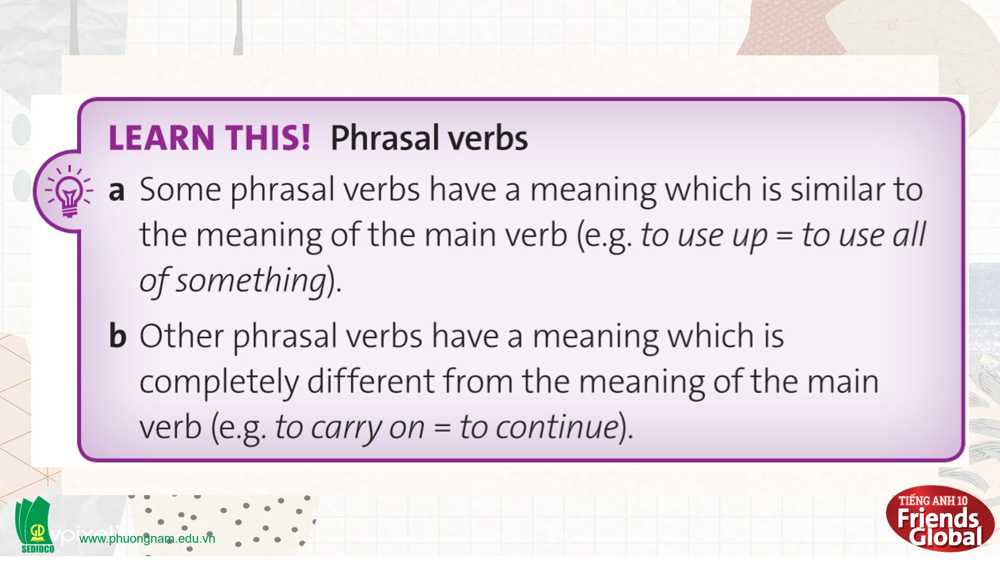 LEARN THIS! Phrasal verbs
a Some phrasal verbs have a meaning which is similar to
the meaning of the main verb (e.g. to use up = to use all
of something).
b Other phrasal verbs have a meaning which is
completely different from the meaning of the main
verb (e.g. to carry on = to continue).
GD
SEDIDCO
www.phuongnam.edu.vn
TIẾNG ANH 10
Friends
Global